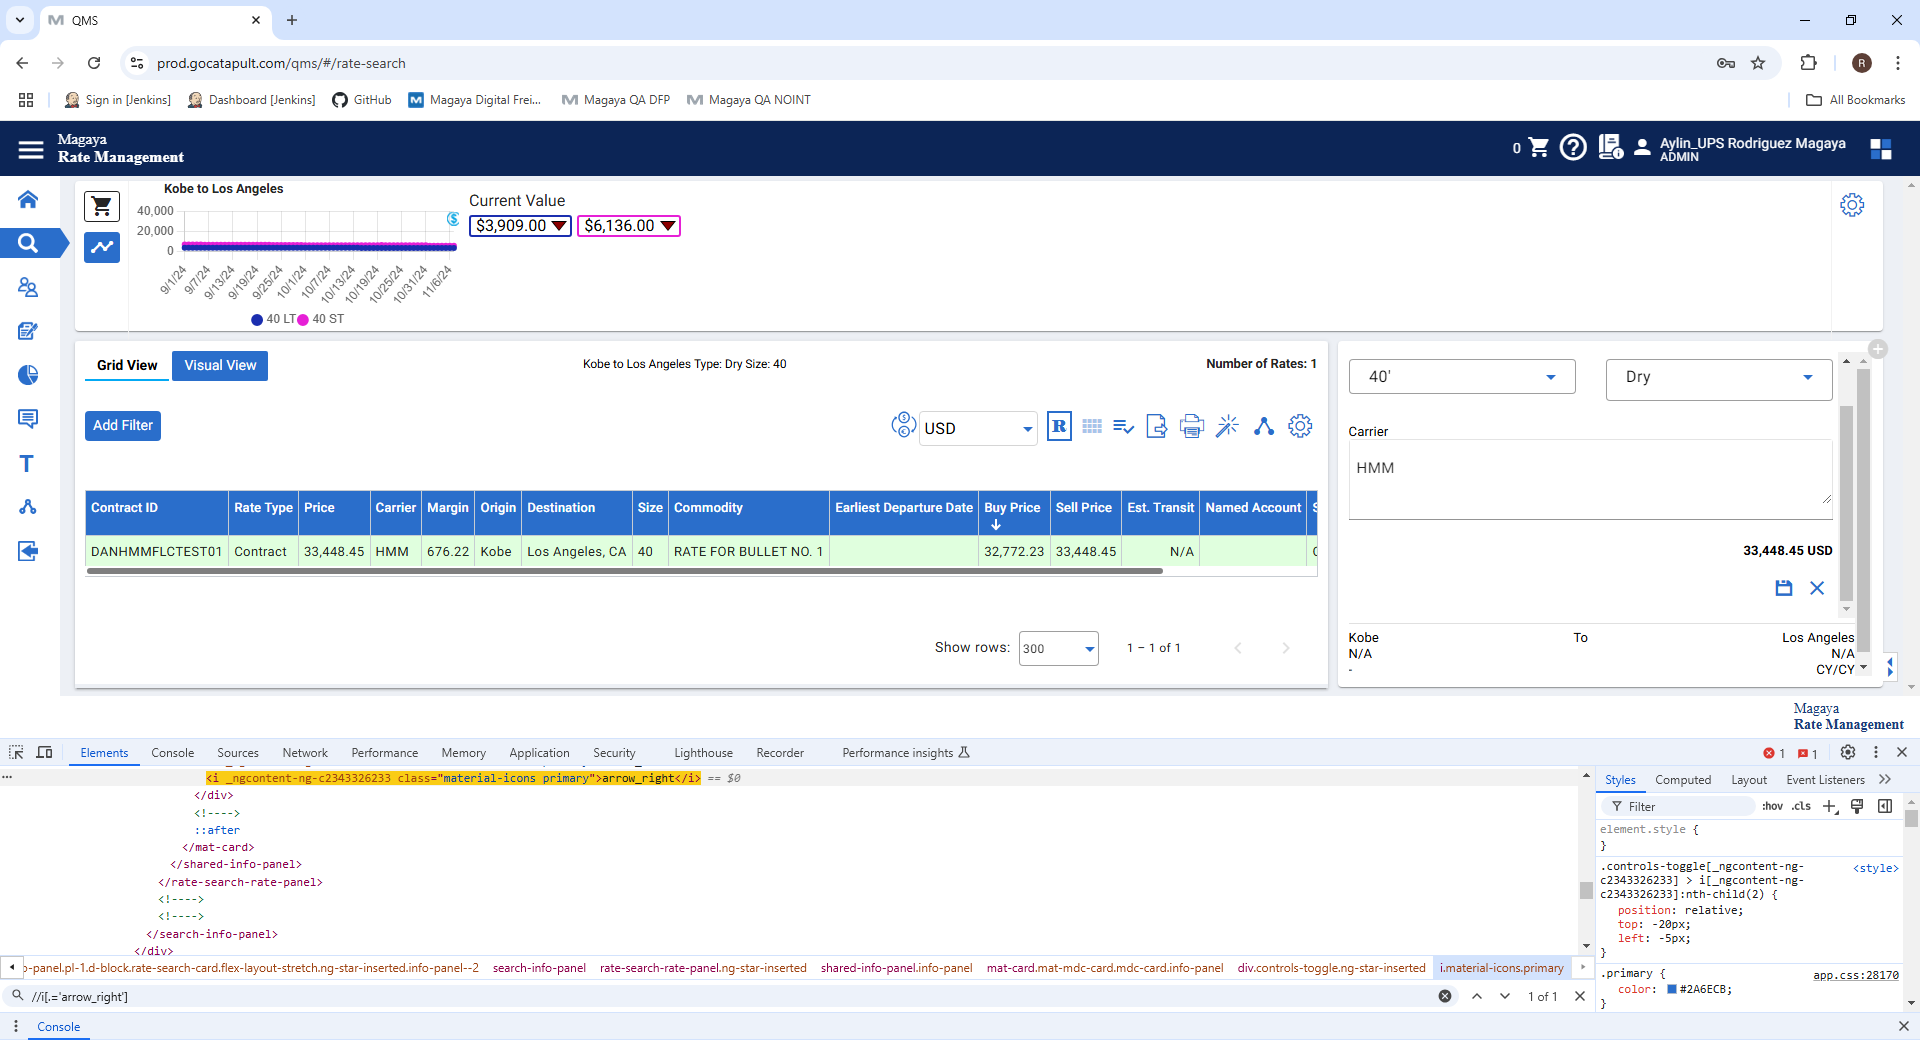 QMS
prod.gocatapult.com/qms/#/rate-search
R
Sign in [Jenkins]
Dashboard [Jenkins]
GitHub
Magaya Digital Frei...
Magaya QA DFP
Magaya QA NOINT
All Bookmarks
Magaya
Rate Management
0
Aylin_UPS Rodriguez Magaya
ADMIN
Kobe to Los Angeles
40,000
20,000
0
9/1/24
9/7/24
9/13/24
9/19/24
9/25/24
10/1/24
10/7/24
10/13/24
10/19/24
10/25/24
10/31/24
11/6/24
40 LT
40 ST
Current Value
$3,909.00
$6,136.00
Grid View
Visual View
Kobe to Los Angeles Type: Dry Size: 40
Number of Rates: 1
Add Filter
USD
R
Contract ID Rate Type Price Carrier Margin Origin Destination Size Commodity Earliest Departure Date Buy Price Sell Price Est. Transit Named Account
DANHMMFLCTEST01 Contract 33,448.45 HMM 676.22 Kobe Los Angeles, CA 40 RATE FOR BULLET NO. 1 32,772.23 33,448.45 N/A
Show rows: 300 1 – 1 of 1
40'
Dry
Carrier
HMM
33,448.45 USD
Kobe To Los Angeles
N/A N/A
- CY/CY
Magaya
Rate Management
Elements Console Sources Network Performance Memory Application Security Lighthouse Recorder Performance insights
1
1
<i _ngcontent-ng-c2343326233 class="material-icons primary">arrow_right</i> == $0
</div>
<!---->
::after
</mat-card>
</shared-info-panel>
</rate-search-rate-panel>
<!---->
<!---->
</search-info-panel>
</div>
o-panel.pl-1.d-block.rate-search-card.flex-layout-stretch.ng-star-inserted.info-panel--2 search-info-panel rate-search-rate-panel.ng-star-inserted shared-info-panel.info-panel mat-card.mat-mdc-card.mdc-card.info-panel div.controls-toggle.ng-star-inserted i.material-icons.primary
//i[.='arrow_right']
1 of 1
Console
Styles Computed Layout Event Listeners
Filter
:hov .cls
element.style {
}
.controls-toggle[_ngcontent-ng-c2343326233] > i[_ngcontent-ng-c2343326233]:nth-child(2) {
<style>
position: relative;
top: -20px;
left: -5px;
}
.primary {
app.css:28170
color: #2A6ECB;
}